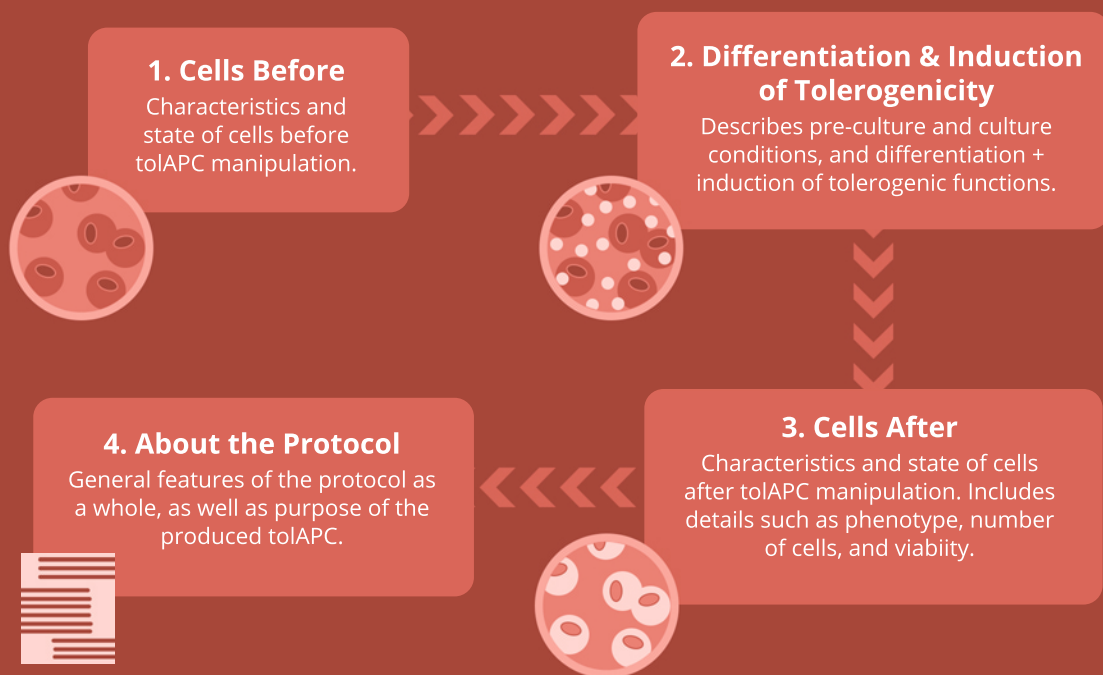 1. Cells Before
Characteristics and
state of cells before
tolAPC manipulation.
2. Differentiation & Induction
of Tolerogenicity
Describes pre-culture and culture
conditions, and differentiation +
induction of tolerogenic functions.
3. Cells After
Characteristics and state of cells
after tolAPC manipulation. Includes
details such as phenotype, number
of cells, and viabiity.
4. About the Protocol
General features of the protocol as
a whole, as well as purpose of the
produced tolAPC.